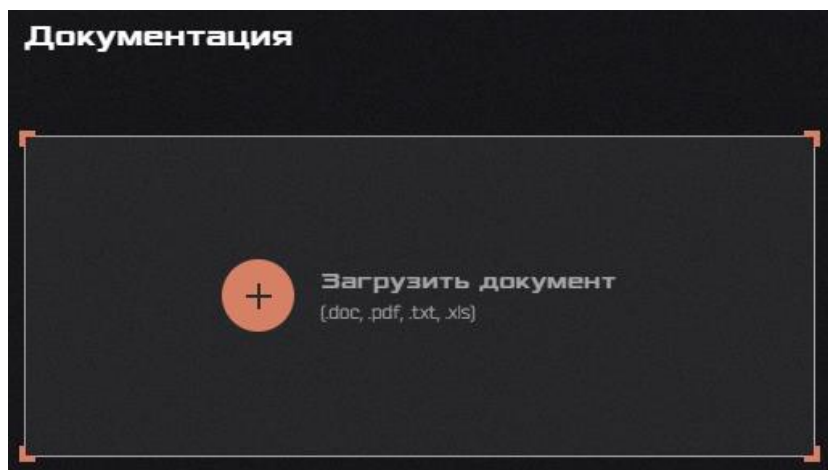 Документация
Загрузить документ
(.doc, .pdf, .txt, .xls)